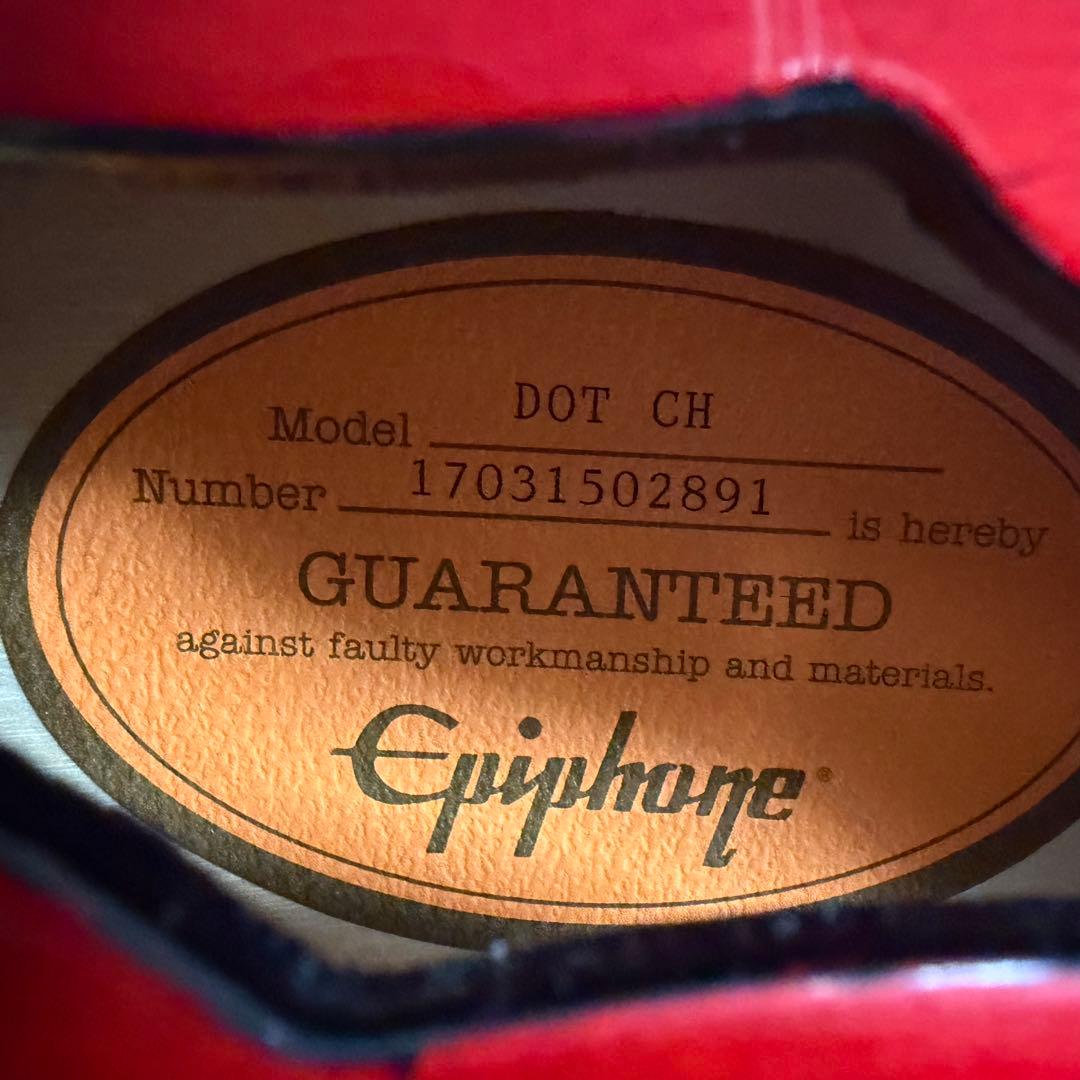 Model DOT CH
Number 17031502891 is hereby
GUARANTEED
against faulty workmanship and materials.
Epiphone®